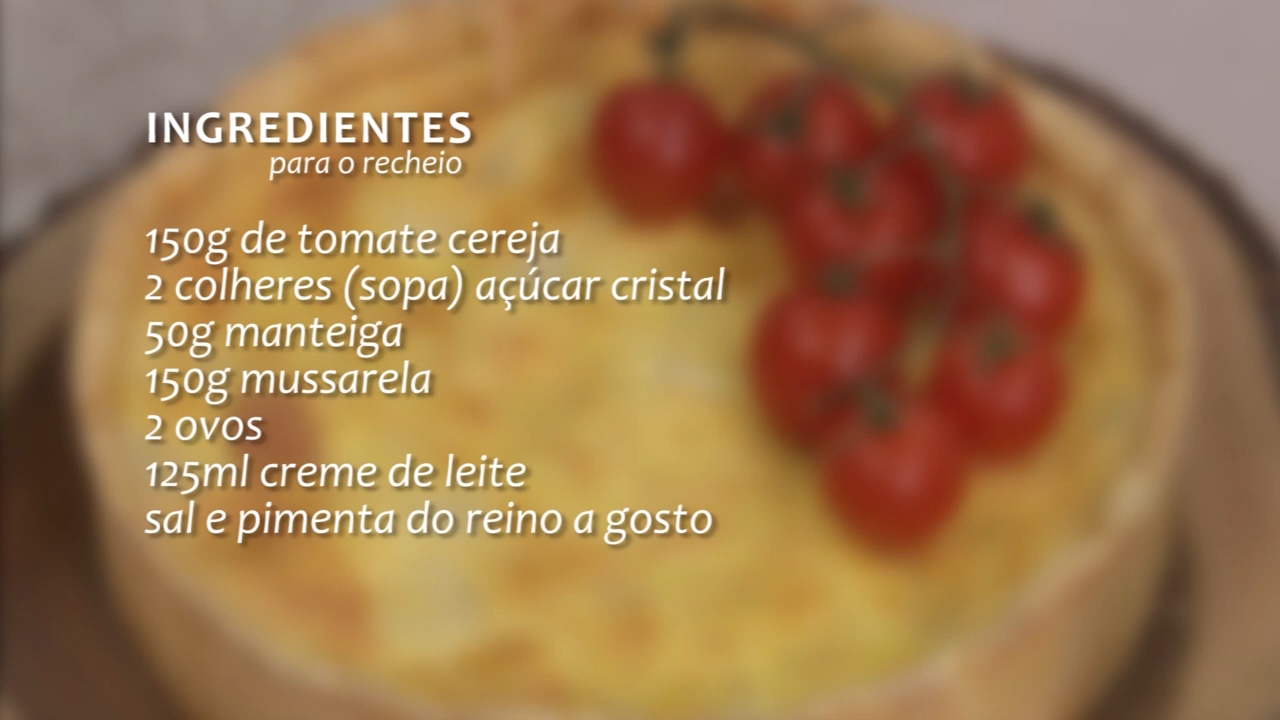 INGREDIENTES
para o recheio
150g de tomate cereja
2 colheres (sopa) açúcar cristal
50g manteiga
150g mussarela
2 ovos
125ml creme de leite
sal e pimenta do reino a gosto